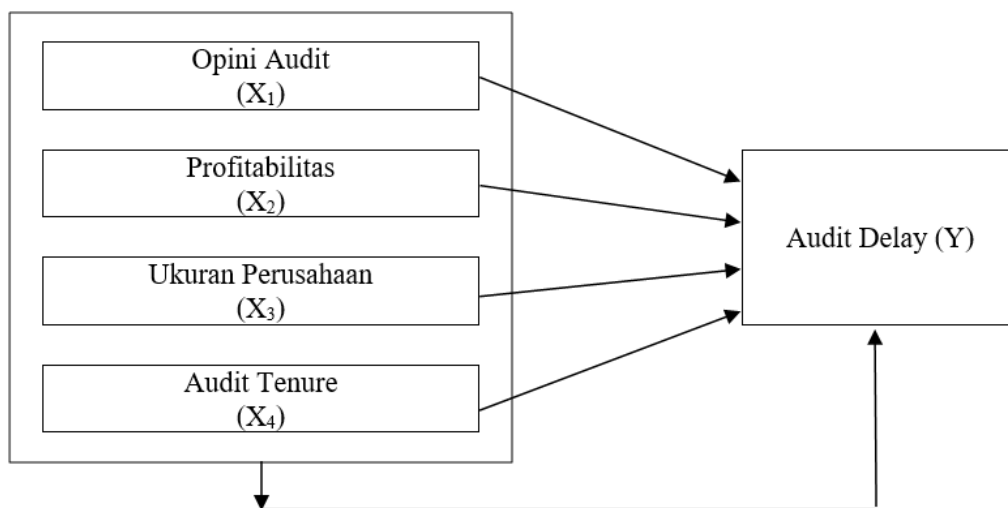 Opini Audit
(X₁)
Profitabilitas
(X₂)
Ukuran Perusahaan
(X₃)
Audit Tenure
(X₄)
Audit Delay (Y)